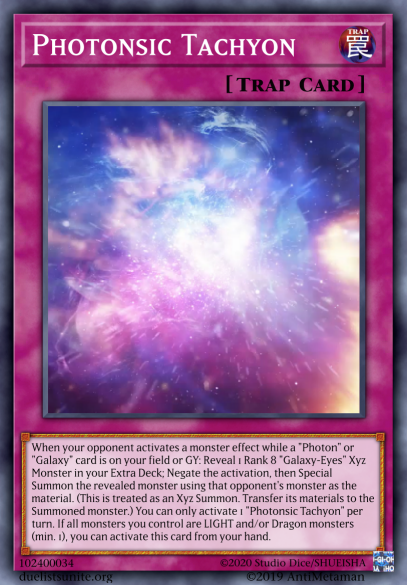 Photonsic Tachyon
TRAP
罠
[Trap Card]
When your opponent activates a monster effect while a "Photon" or
"Galaxy" card is on your field or GY: Reveal 1 Rank 8 "Galaxy-Eyes" Xyz
Monster in your Extra Deck; Negate the activation, then Special
Summon the revealed monster using that opponent's monster as the
material. (This is treated as an Xyz Summon. Transfer its materials to the
Summoned monster.) You can only activate 1 "Photonsic Tachyon" per
turn. If all monsters you control are LIGHT and/or Dragon monsters
(min. 1), you can activate this card from your hand.
102400034
©2020 Studio Dice/SHUEISHA
duelistsunite.org
©2019 AntiMetaman